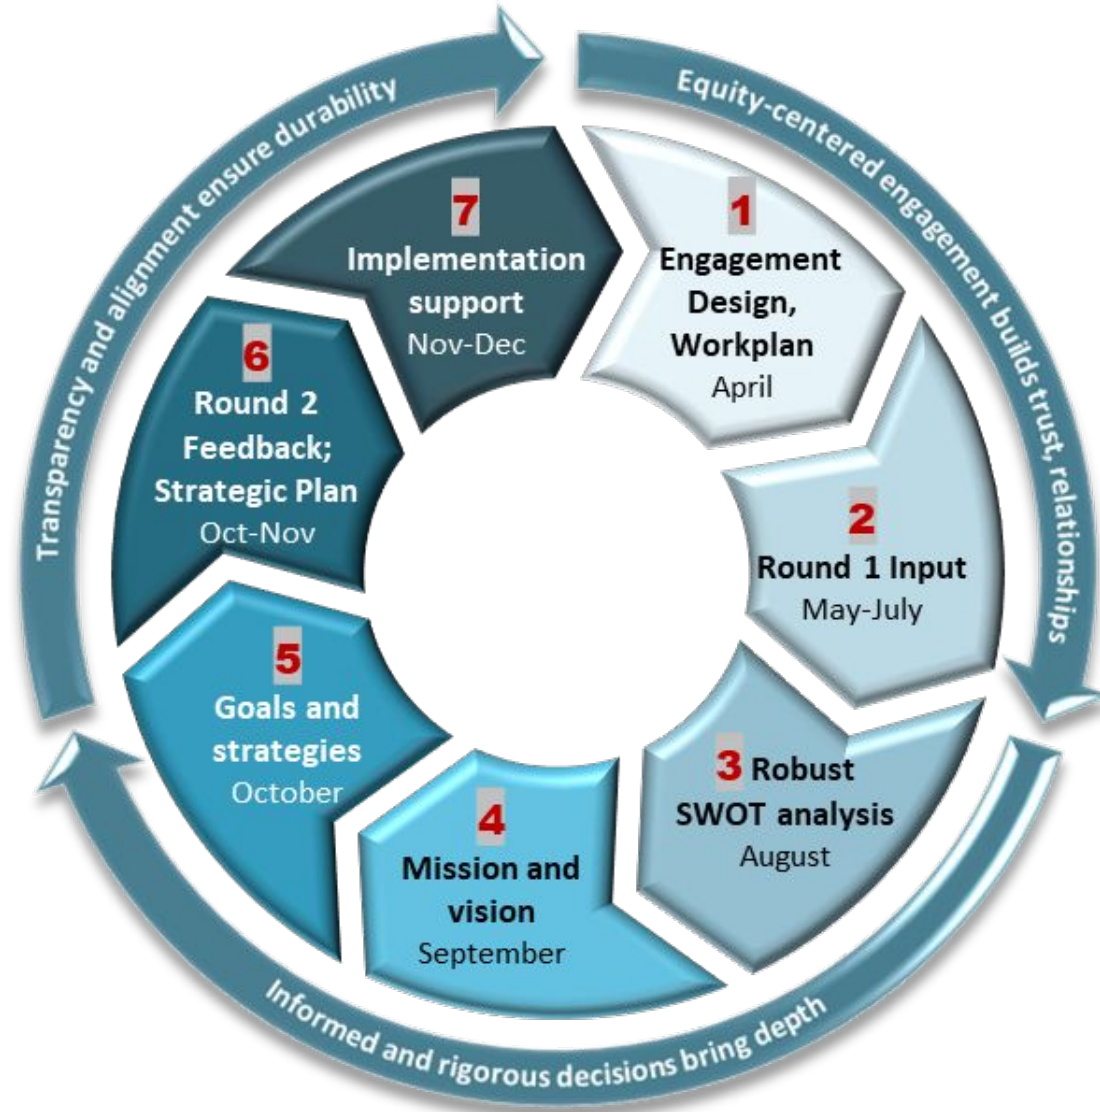 Equity-centered engagement builds trust, relationships
Informed and rigorous decisions bring depth
Transparency and alignment ensure durability
1
Engagement
Design,
Workplan
April
2
Round 1 Input
May-July
3 Robust
SWOT analysis
August
4
Mission and
vision
September
5
Goals and
strategies
October
6
Round 2
Feedback;
Strategic Plan
Oct-Nov
7
Implementation
support
Nov-Dec